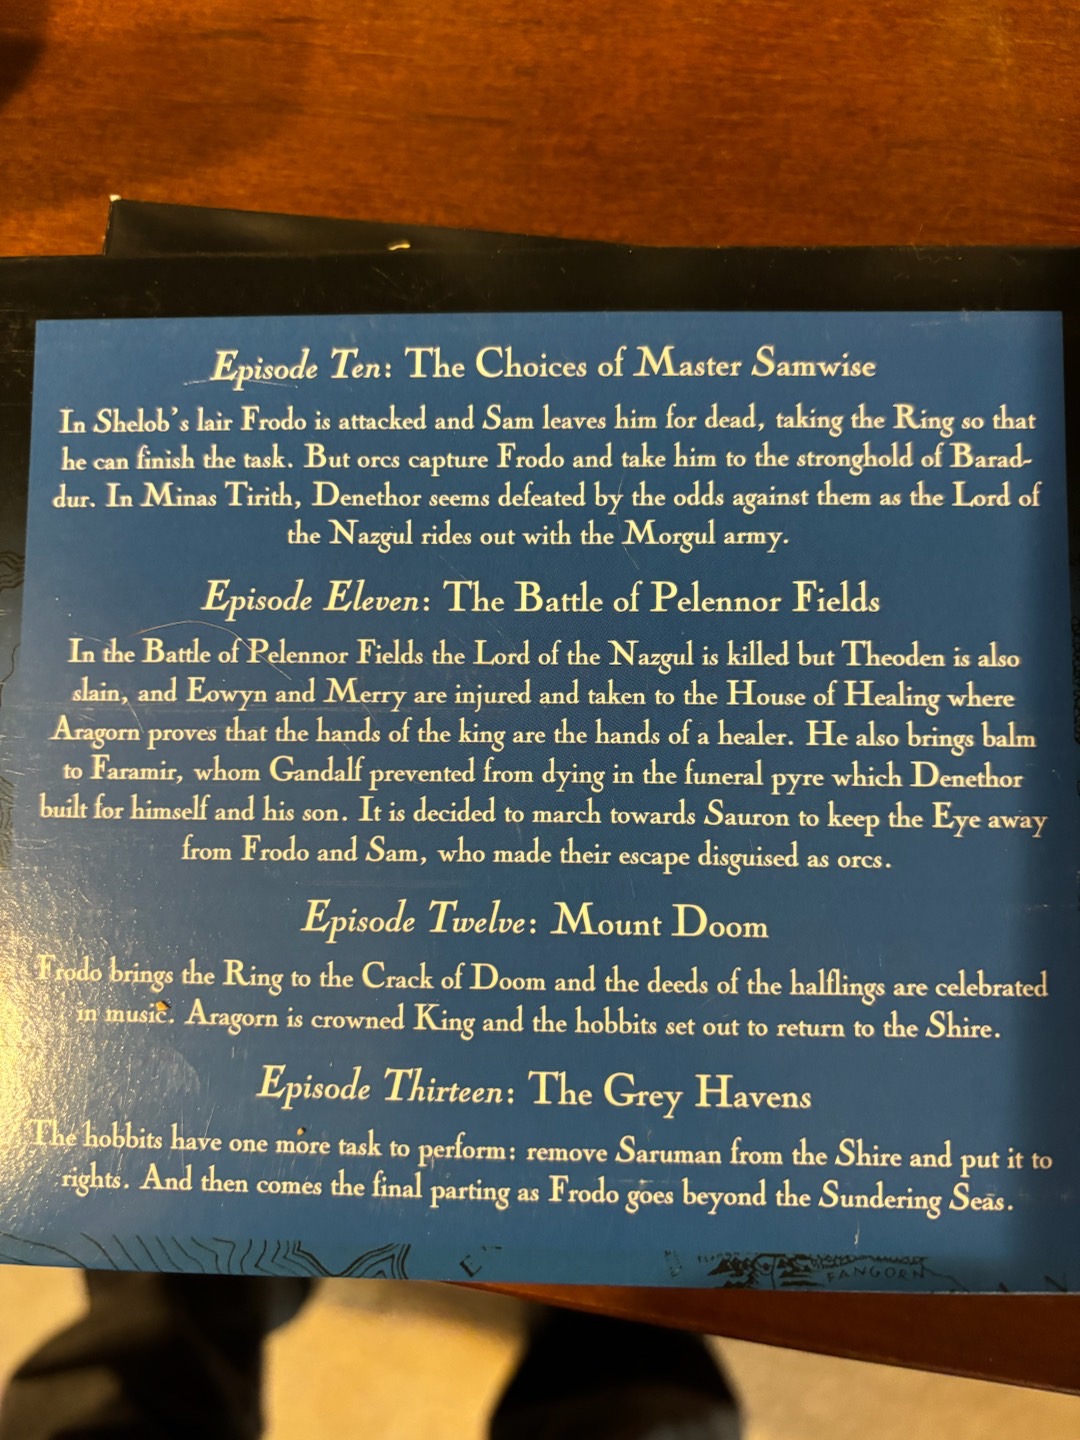 Episode Ten: The Choices of Master Samwise
In Shelob's lair Frodo is attacked and Sam leaves him for dead, taking the Ring so that
he can finish the task. But orcs capture Frodo and take him to the stronghold of Barad-
dur. In Minas Tirith, Denethor seems defeated by the odds against them as the Lord of
the Nazgul rides out with the Morgul army.
Episode Eleven: The Battle of Pelennor Fields
In the Battle of Pelennor Fields the Lord of the Nazgul is killed but Theoden is also
slain, and Eowyn and Merry are injured and taken to the House of Healing where
Aragorn proves that the hands of the king are the hands of a healer. He also brings balm
to Faramir, whom Gandalf prevented from dying in the funeral pyre which Denethor
built for himself and his son. It is decided to march towards Sauron to keep the Eye away
from Frodo and Sam, who made their escape disguised as orcs.
Episode Twelve: Mount Doom
Frodo brings the Ring to the Crack of Doom and the deeds of the halflings are celebrated
in music. Aragorn is crowned King and the hobbits set out to return to the Shire.
Episode Thirteen: The Grey Havens
The hobbits have one more task to perform: remove Saruman from the Shire and put it to
rights. And then comes the final parting as Frodo goes beyond the Sundering Seas.
FANGORN